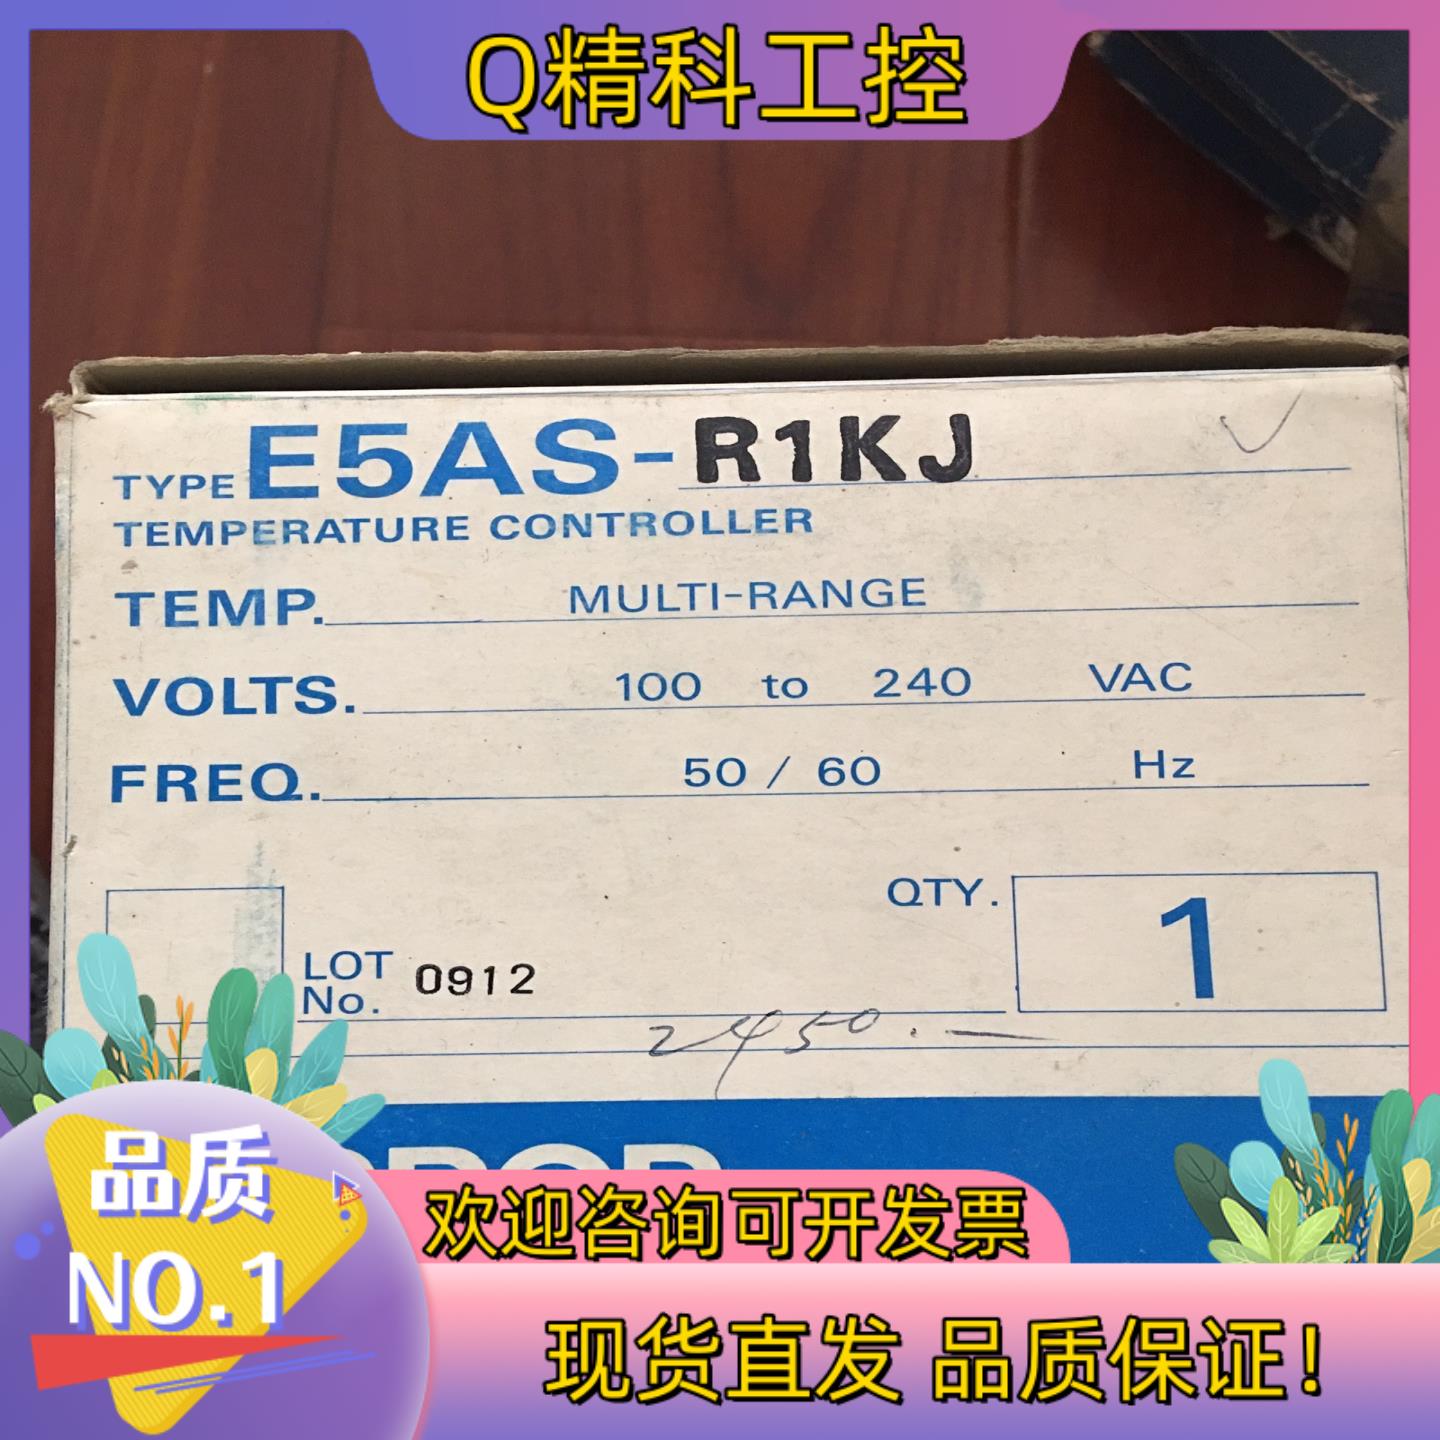 Q精科工控
TYPE E5AS-R1KJ
TEMPERATURE CONTROLLER
TEMP. MULTI-RANGE
VOLTS. 100 to 240 VAC
FREQ. 50 / 60 Hz
QTY. 1
LOT No. 0912
2450.—
品质
NO.1
欢迎咨询可开发票
现货直发 品质保证!